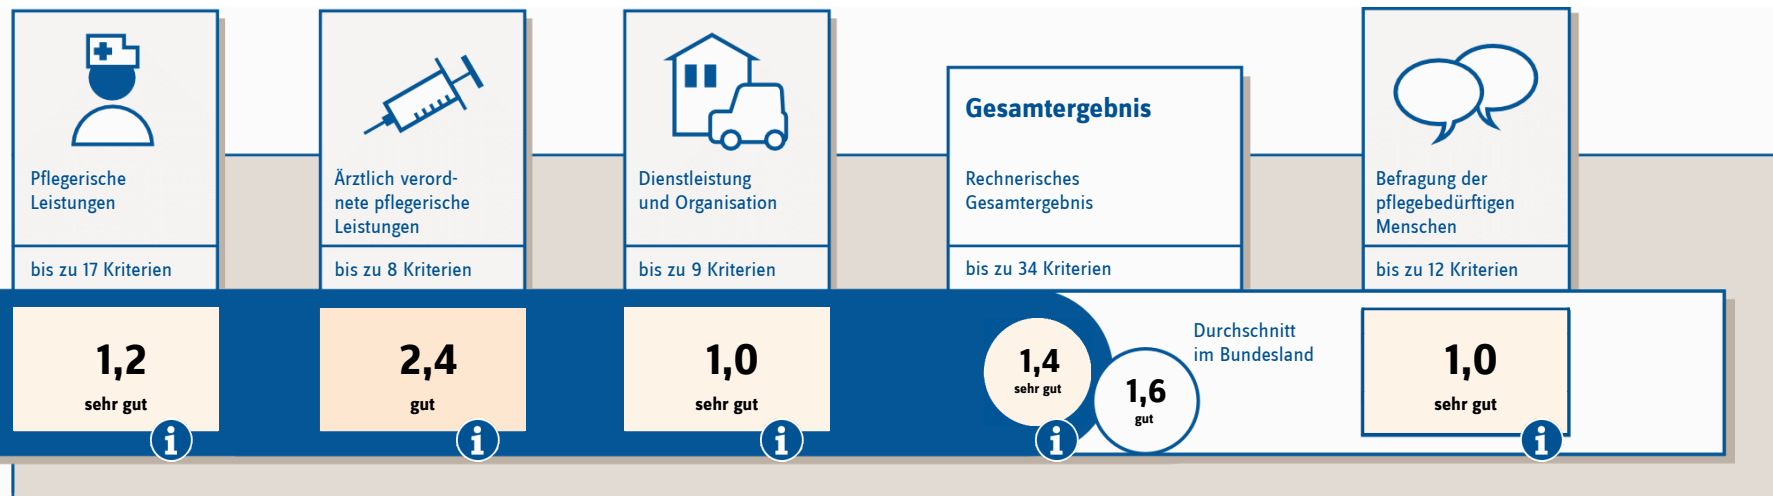 Pflegerische
Leistungen
bis zu 17 Kriterien
1,2
sehr gut
i
Ärztlich verord-
nete pflegerische
Leistungen
bis zu 8 Kriterien
2,4
gut
i
Dienstleistung
und Organisation
bis zu 9 Kriterien
1,0
sehr gut
i
Gesamtergebnis
Rechnerisches
Gesamtergebnis
bis zu 34 Kriterien
1,4
sehr gut
i
1,6
gut
Durchschnitt
im Bundesland
Befragung der
pflegebedürftigen
Menschen
bis zu 12 Kriterien
1,0
sehr gut
i